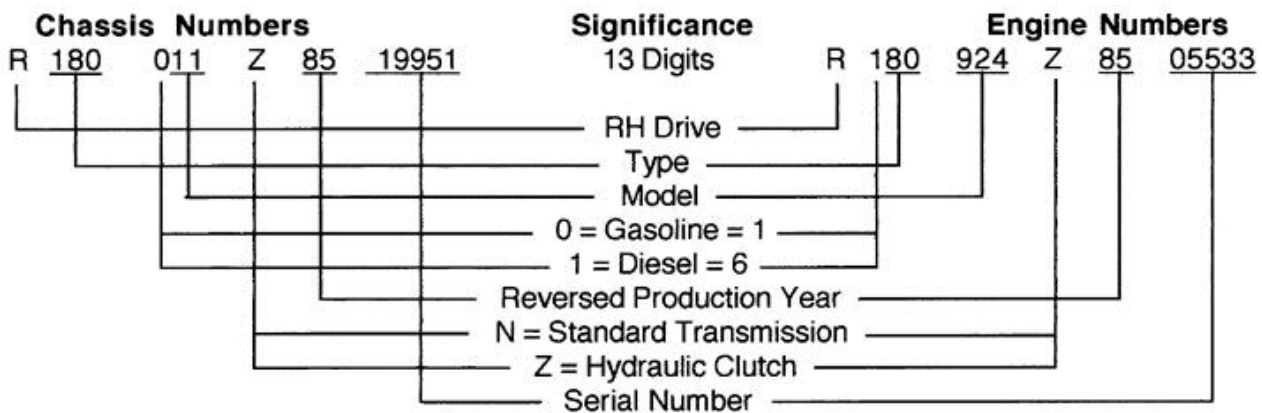 Chassis Numbers Significance Engine Numbers
R 180 011 Z 85 19951 13 Digits R 180 924 Z 85 05533
RH Drive
Type
Model
0 = Gasoline = 1
1 = Diesel = 6
Reversed Production Year
N = Standard Transmission
Z = Hydraulic Clutch
Serial Number